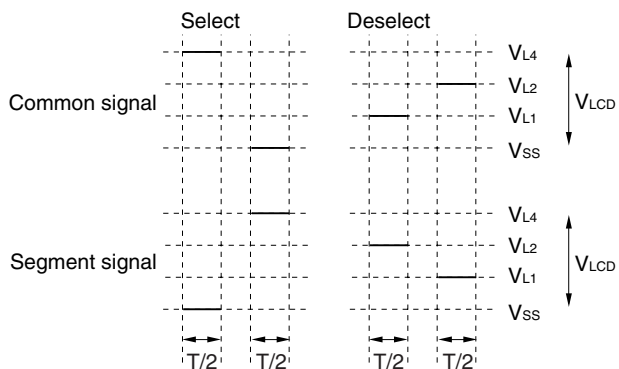 Select Deselect
VL4
VL2
Common signal VLCD
VL1
VSS
VL4
VL2
Segment signal VLCD
VL1
VSS
T/2 T/2 T/2 T/2